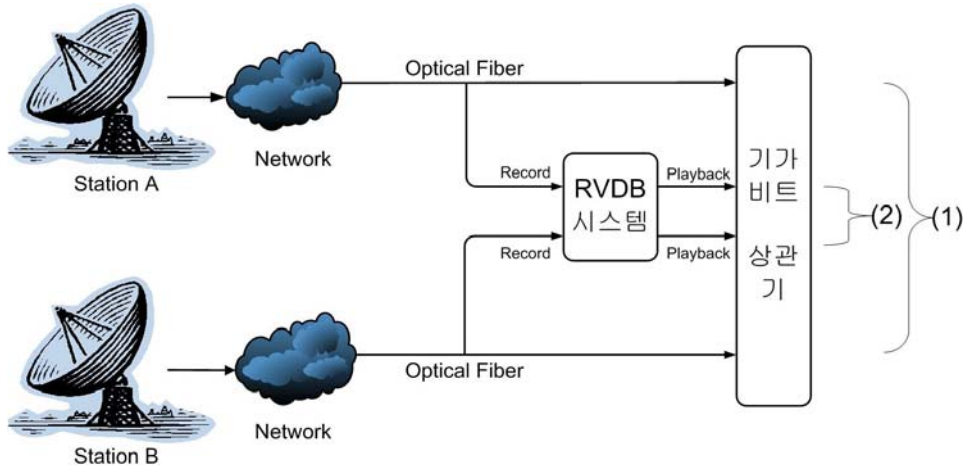 Station A
Network
Optical Fiber
Record
RVDB
시스템
Playback
Record
Playback
기가
비트
상관
기
(2)
(1)
Station B
Network
Optical Fiber